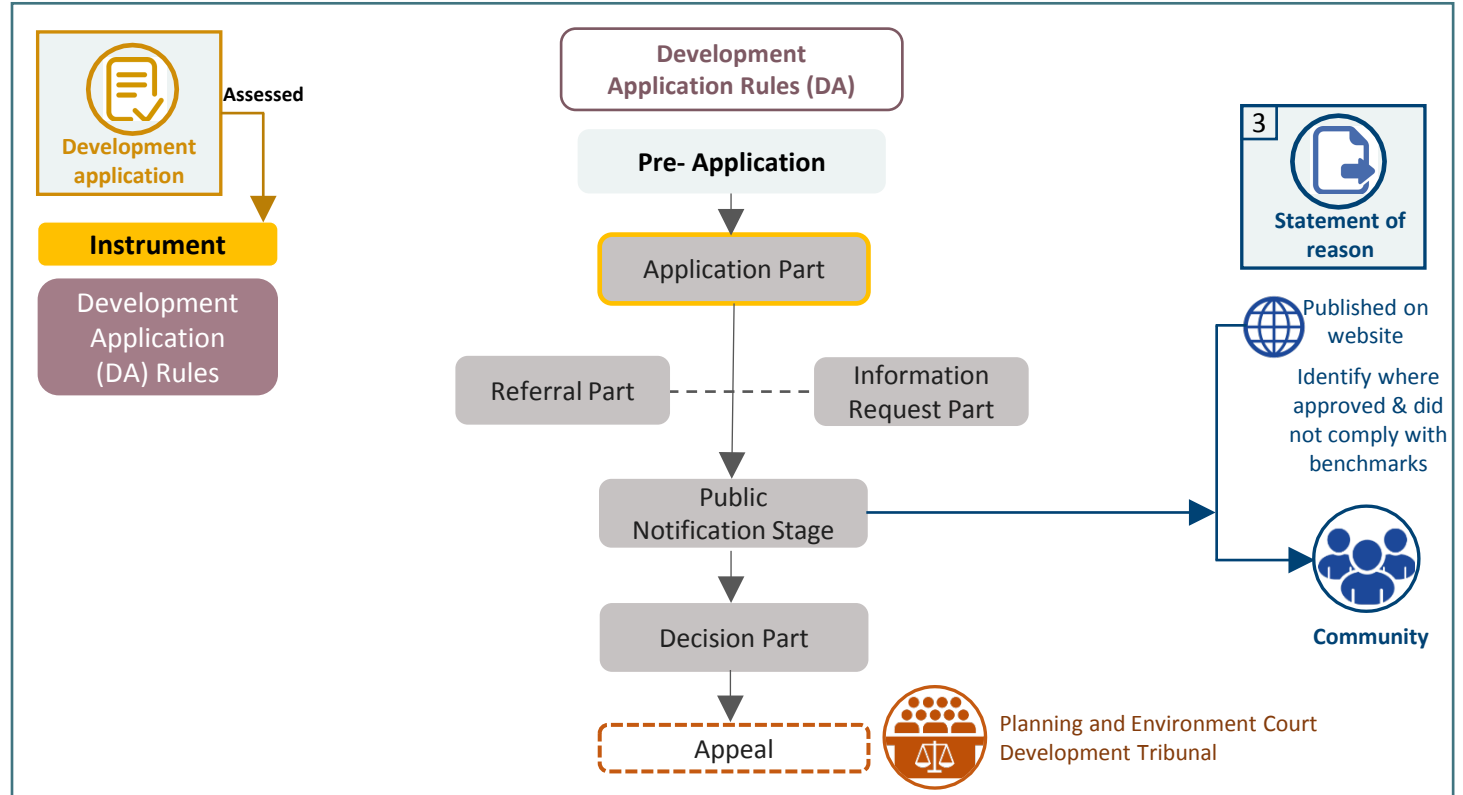 Development
application
Assessed
Instrument
Development
Application
(DA) Rules
Development
Application Rules (DA)
Pre- Application
Application Part
Referral Part
Information
Request Part
Public
Notification Stage
Decision Part
Appeal
Planning and Environment Court
Development Tribunal
3
Statement of
reason
Published on
website
Identify where
approved & did
not comply with
benchmarks
Community